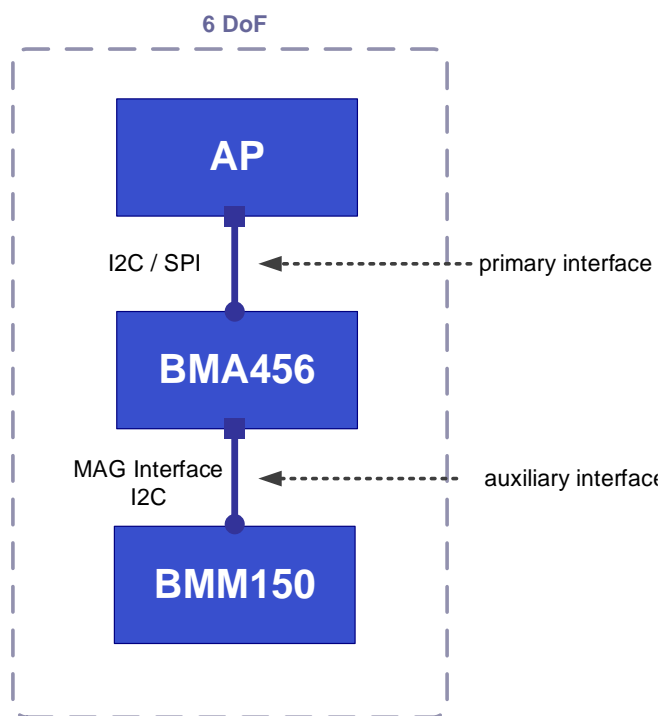 6 DoF
AP
I2C / SPI
primary interface
BMA456
MAG Interface
I2C
auxiliary interface
BMM150